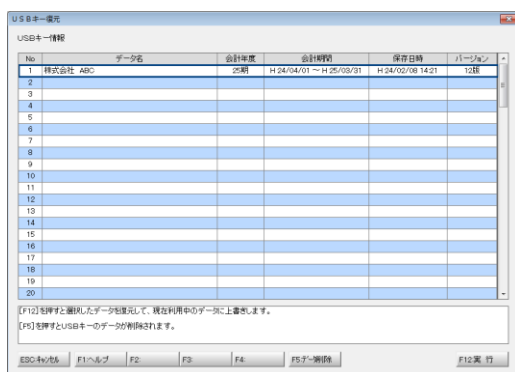 USBキー復元
USBキー情報
No データ名 会計年度 会計期間 保存日時 バージョン
1 株式会社 ABC 25期 H 24/04/01 ～ H 25/03/31 H 24/02/08 14:21 12版
2
3
4
5
6
7
8
9
10
11
12
13
14
15
16
17
18
19
20
[F12]を押すと選択したデータを復元して、現在利用中のデータに上書きします。
[F5]を押すとUSBキーのデータが削除されます。
ESC:キャンセル F1:ヘルプ F2: F3: F4: F5:データ削除 F12:実 行